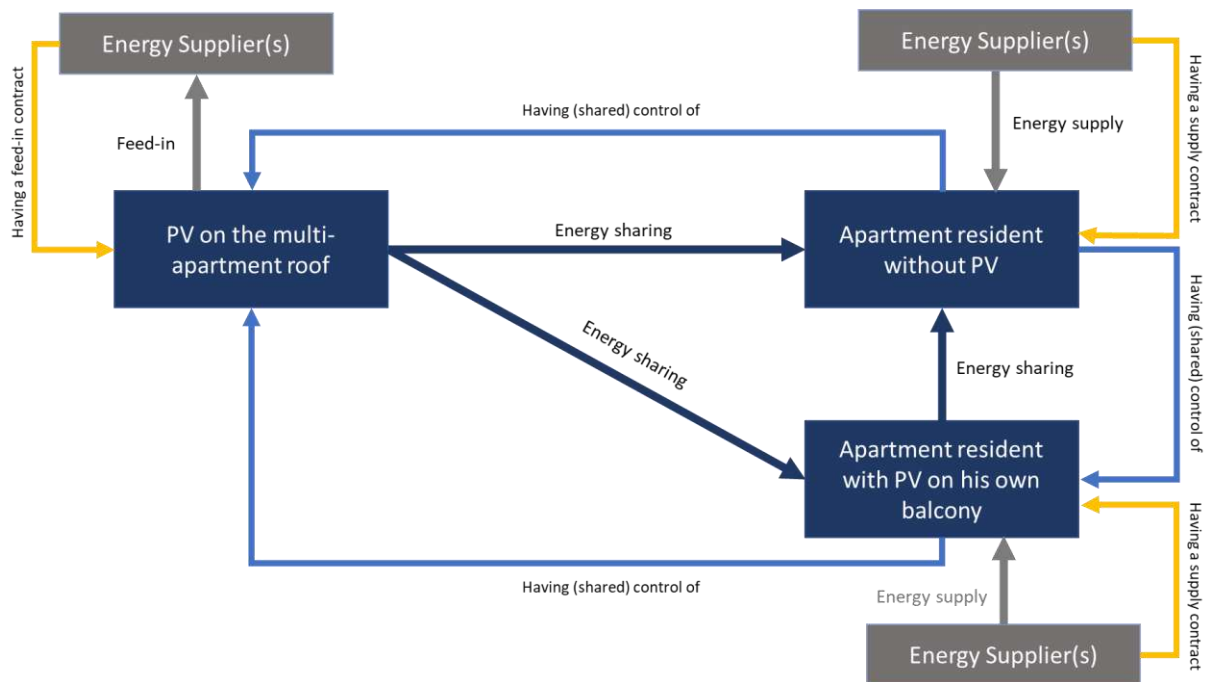 Energy Supplier(s)
Energy Supplier(s)
Having a feed-in contract
Feed-in
Having (shared) control of
Energy supply
Having a supply contract
PV on the multi-
apartment roof
Energy sharing
Apartment resident
without PV
Energy sharing
Energy sharing
Having (shared) control of
Apartment resident
with PV on his own
balcony
Having (shared) control of
Energy supply
Having a supply contract
Energy Supplier(s)